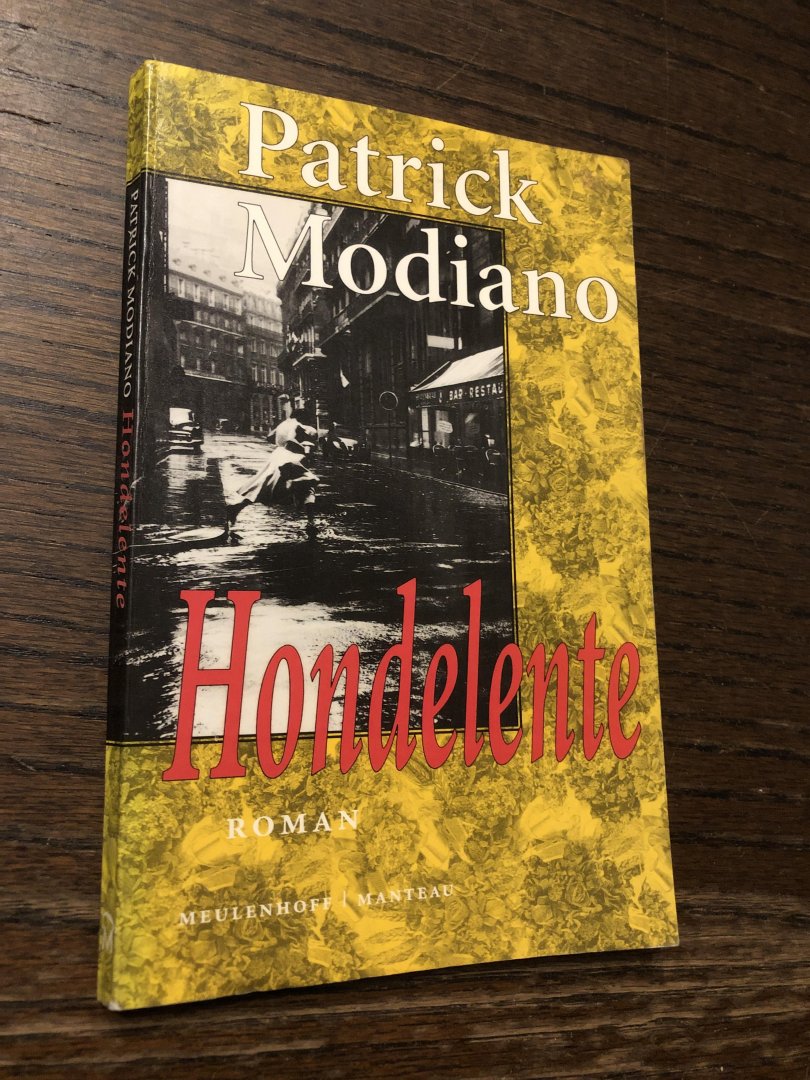 Patrick
Modiano
BAR-RESTAU
Hondelente
ROMAN
MEULENHOFF | MANTEAU
PATRICK MODIANO Hondelente